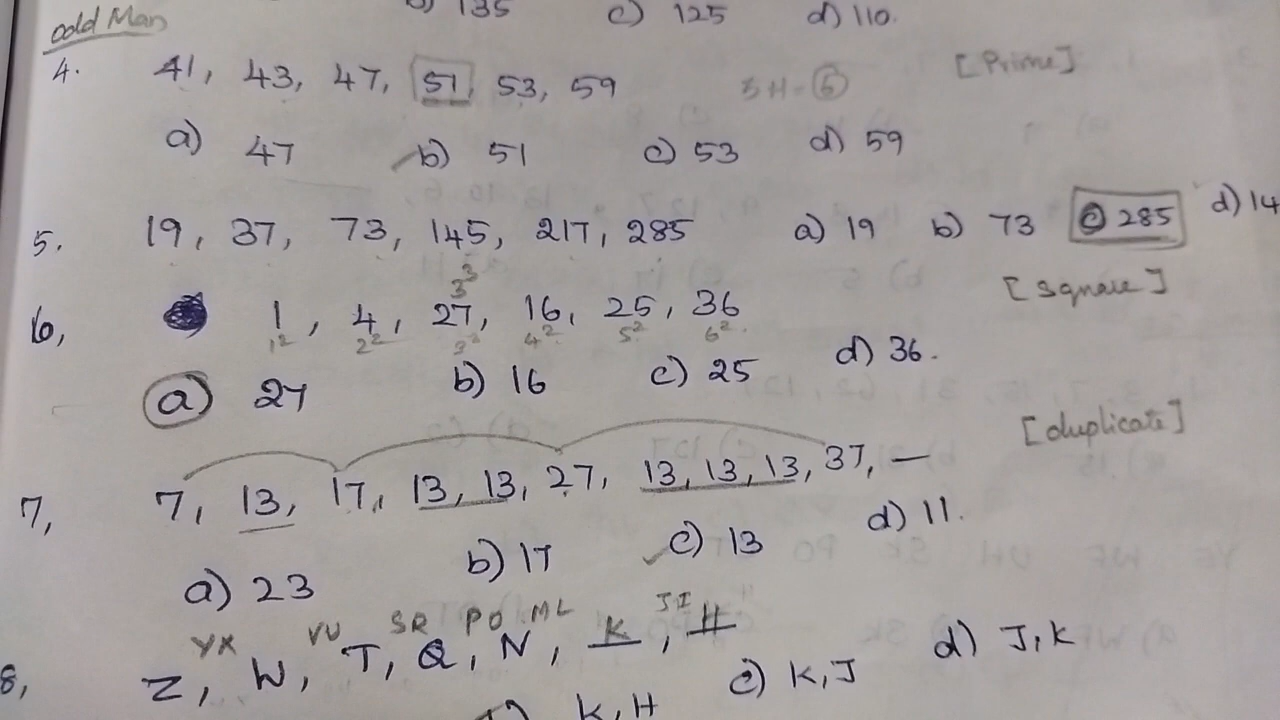 b) 135 c) 125 d) 110.
odd Man
4. 41, 43, 47, 51, 53, 59 [Prime]
a) 47 b) 51 c) 53 d) 59
5. 19, 37, 73, 145, 217, 285 a) 19 b) 73 c) 285 d) 14
3³
6, 1, 4, 27, 16, 25, 36 [square]
1² 2² 3² 4² 5² 6²
a) 27 b) 16 c) 25 d) 36.
7, 7, 13, 17, 13, 13, 27, 13, 13, 13, 37, — [duplicate]
a) 23 b) 17 c) 13 d) 11.
YX VU SR PO ML JI
8, Z, W, T, Q, N, K, H
K, H c) K, J d) J, K